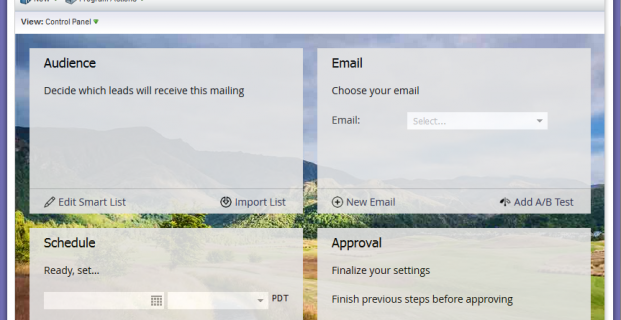 New Program Actions
View: Control Panel
Audience
Decide which leads will receive this mailing
Edit Smart List
Import List
Email
Choose your email
Email:
Select...
New Email
Add A/B Test
Schedule
Ready, set...
PDT
Approval
Finalize your settings
Finish previous steps before approving